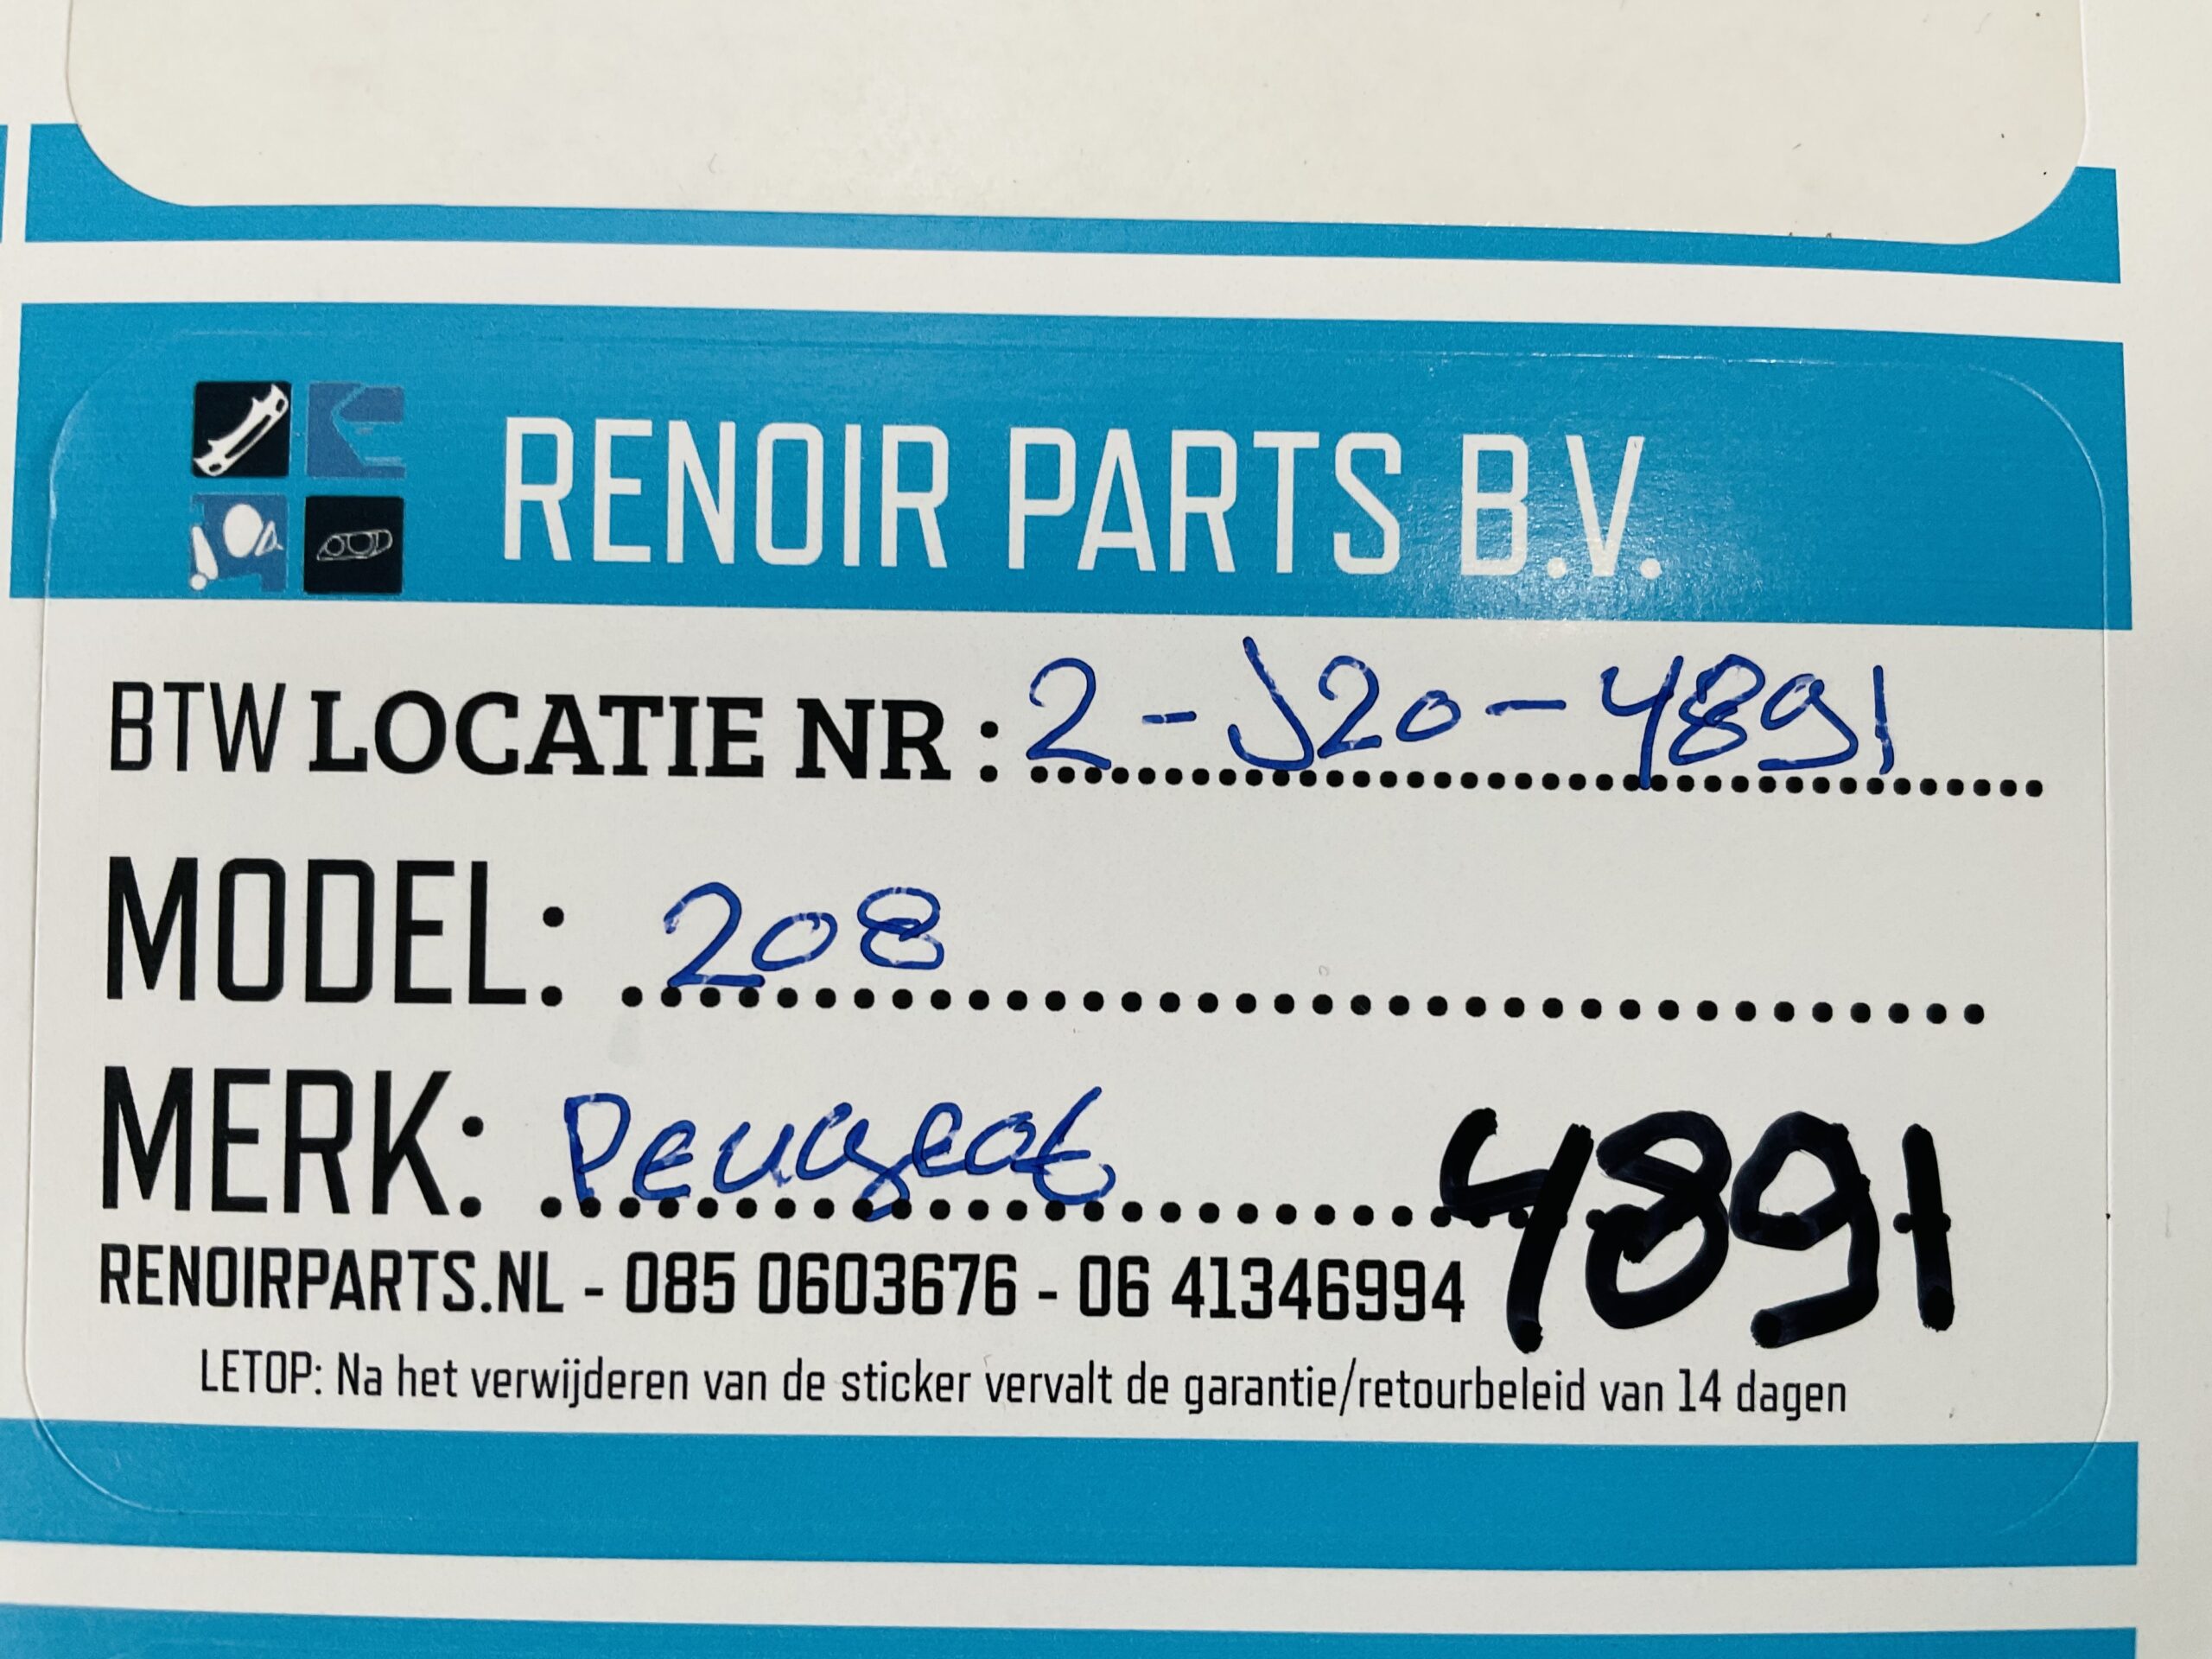 RENOIR PARTS B.V.
BTW LOCATIE NR : 2-J20-4891
MODEL: 208
MERK: Peugeot 4891
RENOIRPARTS.NL - 085 0603676 - 06 41346994
LETOP: Na het verwijderen van de sticker vervalt de garantie/retourbeleid van 14 dagen